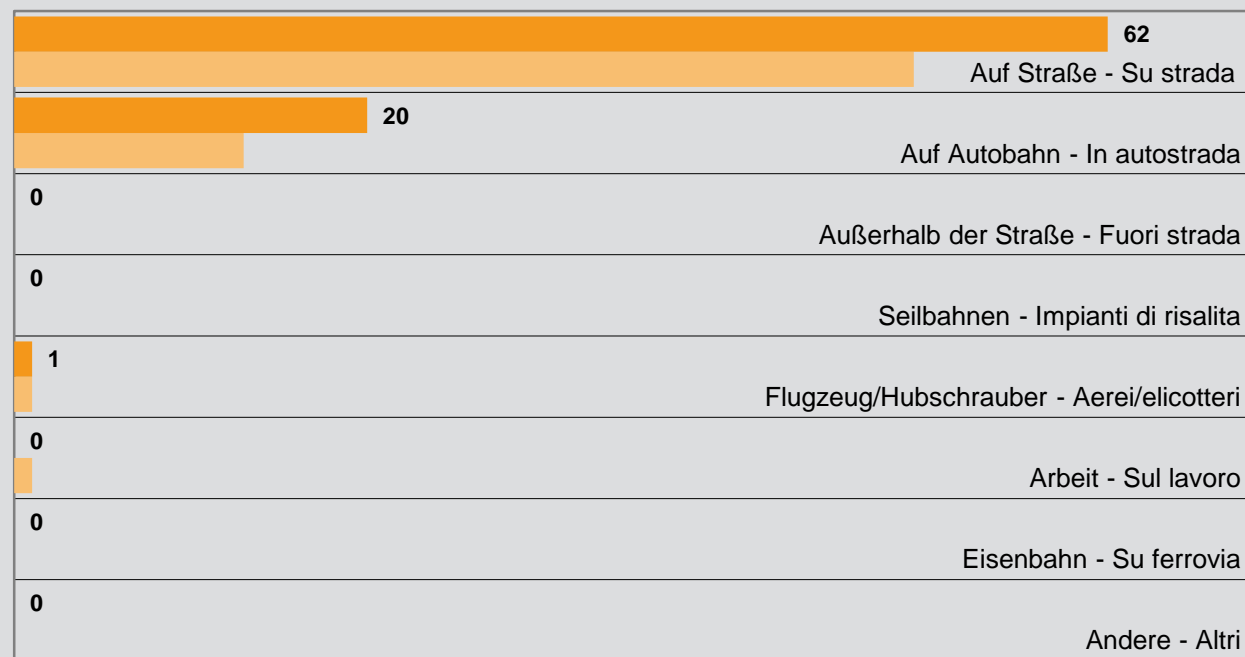 62
Auf Straße - Su strada
20
Auf Autobahn - In autostrada
0
Außerhalb der Straße - Fuori strada
0
Seilbahnen - Impianti di risalita
1
Flugzeug/Hubschrauber - Aerei/elicotteri
0
Arbeit - Sul lavoro
0
Eisenbahn - Su ferrovia
0
Andere - Altri